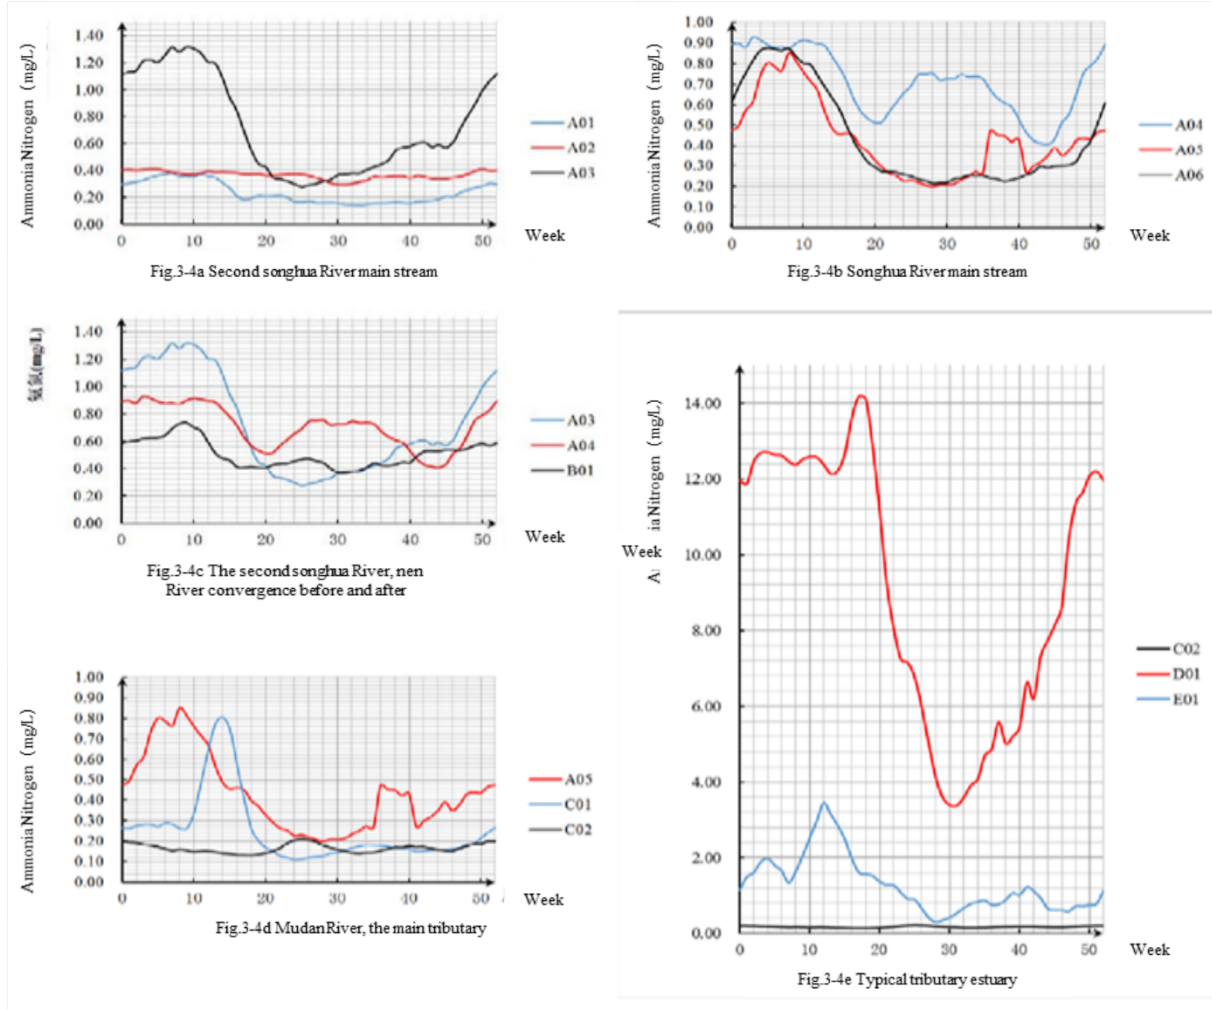 Ammonia Nitrogen (mg/L)
1.40
1.20
1.00
0.80
0.60
0.40
0.20
0.00
0 10 20 30 40 50
Week
A01
A02
A03
Fig.3-4a Second songhua River main stream
Ammonia Nitrogen (mg/L)
1.00
0.90
0.80
0.70
0.60
0.50
0.40
0.30
0.20
0.10
0.00
0 10 20 30 40 50
Week
A04
A05
A06
Fig.3-4b Songhua River main stream
氨氮(mg/L)
1.40
1.20
1.00
0.80
0.60
0.40
0.20
0.00
0 10 20 30 40 50
Week
A03
A04
B01
Fig.3-4c The second songhua River, nen
River convergence before and after
Ammonia Nitrogen (mg/L)
1.00
0.90
0.80
0.70
0.60
0.50
0.40
0.30
0.20
0.10
0.00
0 10 20 30 40 50
Week
A05
C01
C02
Fig.3-4d Mudan River, the main tributary
A
Week
ia Nitrogen (mg/L)
14.00
12.00
10.00
8.00
6.00
4.00
2.00
0.00
0 10 20 30 40 50
Week
C02
D01
E01
Fig.3-4e Typical tributary estuary